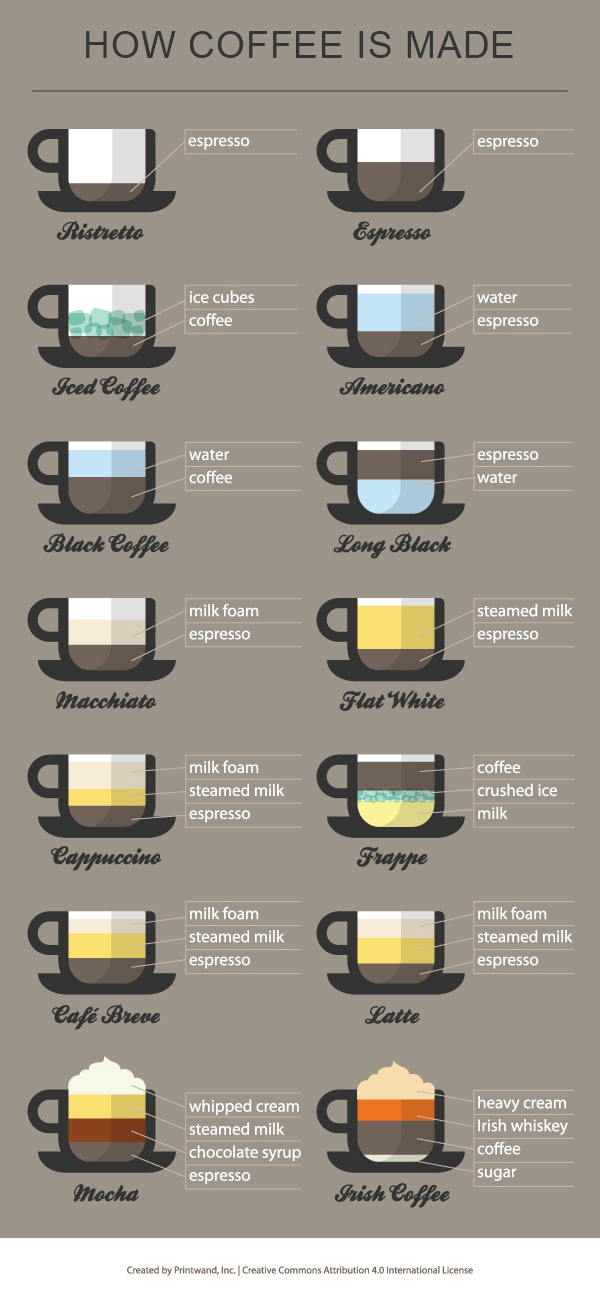 HOW COFFEE IS MADE
espresso
Ristretto
espresso
Espresso
ice cubes
coffee
Iced Coffee
water
espresso
Americano
water
coffee
Black Coffee
espresso
water
Long Black
milk foam
espresso
Macchiato
steamed milk
espresso
Flat White
milk foam
steamed milk
espresso
Cappuccino
coffee
crushed ice
milk
Frappe
milk foam
steamed milk
espresso
Café Breve
milk foam
steamed milk
espresso
Latte
whipped cream
steamed milk
chocolate syrup
espresso
Mocha
heavy cream
Irish whiskey
coffee
sugar
Irish Coffee
Created by Printwand, Inc. | Creative Commons Attribution 4.0 International License